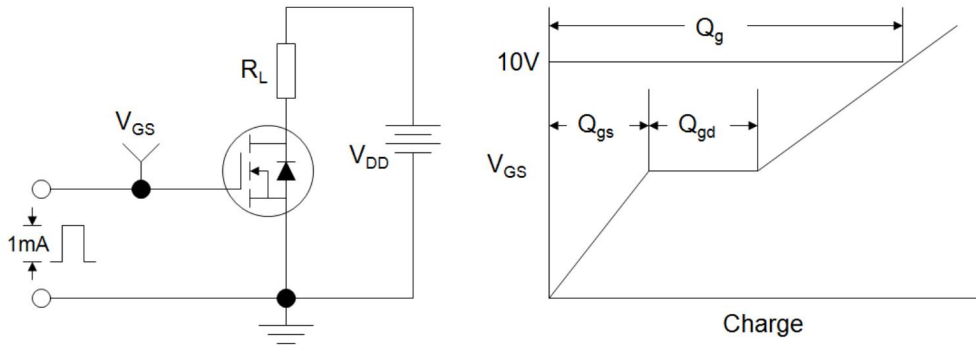 R_L
V_GS
V_DD
1mA
Q_g
10V
Q_gs
Q_gd
V_GS
Charge